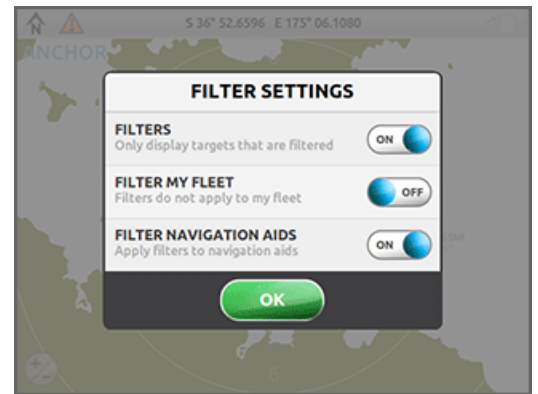 S 36° 52.6596 E 175° 06.1080
ANCHOR
FILTER SETTINGS
FILTERS
Only display targets that are filtered
ON
FILTER MY FLEET
Filters do not apply to my fleet
OFF
FILTER NAVIGATION AIDS
Apply filters to navigation aids
ON
OK
6